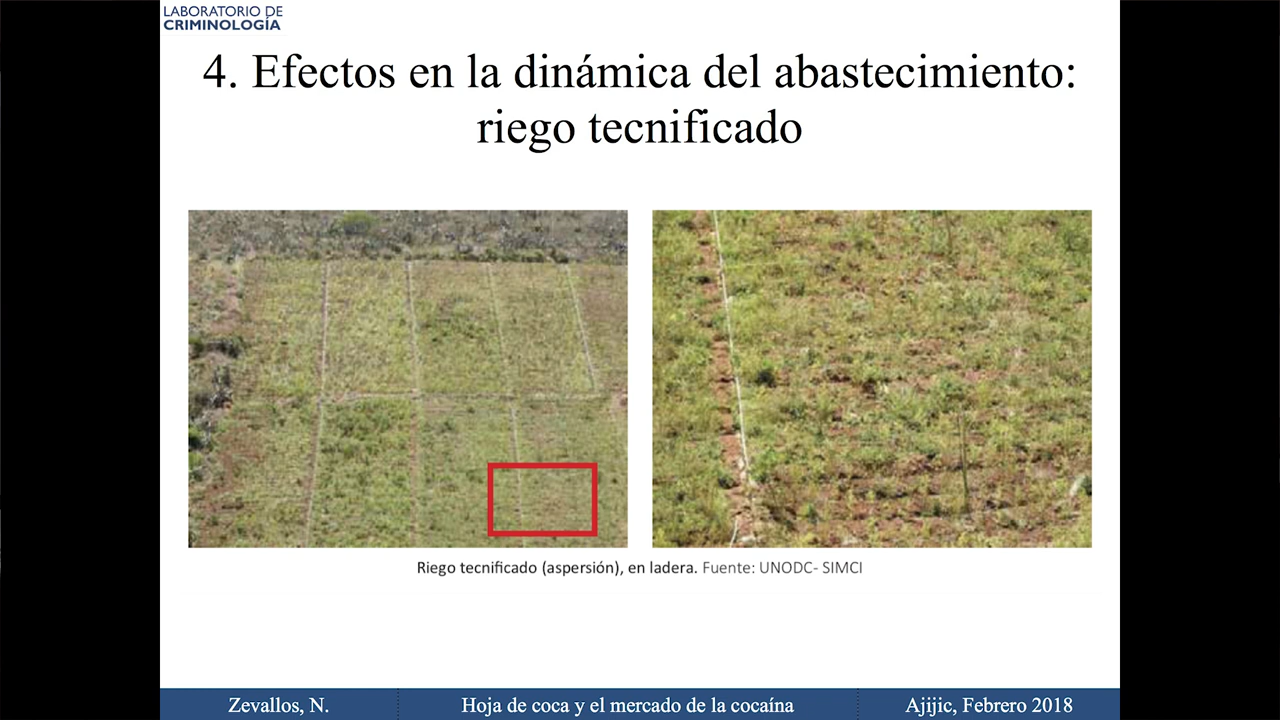 LABORATORIO DE
CRIMINOLOGÍA
4. Efectos en la dinámica del abastecimiento:
riego tecnificado
Riego tecnificado (aspersión), en ladera. Fuente: UNODC- SIMCI
Zevallos, N. Hoja de coca y el mercado de la cocaína Ajijic, Febrero 2018